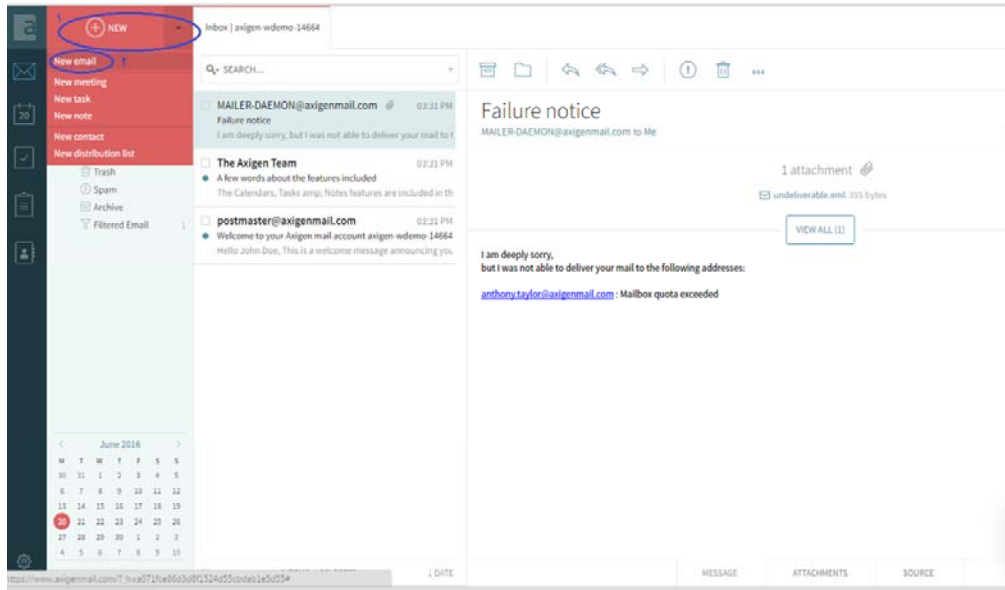 1
NEW
Inbox | axigen-wdemo-14664
New email
1
New meeting
New task
New note
New contact
New distribution list
Trash
Spam
Archive
Filtered Email 1
20
June 2016
M T W T F S S
30 31 1 2 3 4 5
6 7 8 9 10 11 12
13 14 15 16 17 18 19
20 21 22 23 24 25 26
27 28 29 30 1 2 3
4 5 6 7 8 9 10
SEARCH...
MAILER-DAEMON@axigenmail.com 03:31 PM
Failure notice
I am deeply sorry, but I was not able to deliver your mail to t
The Axigen Team 03:31 PM
A few words about the features included
The Calendars, Tasks amp; Notes features are included in th
postmaster@axigenmail.com 03:31 PM
Welcome to your Axigen mail account axigen-wdemo-14664
Hello John Doe, This is a welcome message announcing you
Failure notice
MAILER-DAEMON@axigenmail.com to Me
1 attachment
undeliverable.eml 355 bytes
VIEW ALL (1)
I am deeply sorry,
but I was not able to deliver your mail to the following addresses:
anthony.taylor@axigenmail.com : Mailbox quota exceeded
↓ DATE
MESSAGE ATTACHMENTS SOURCE